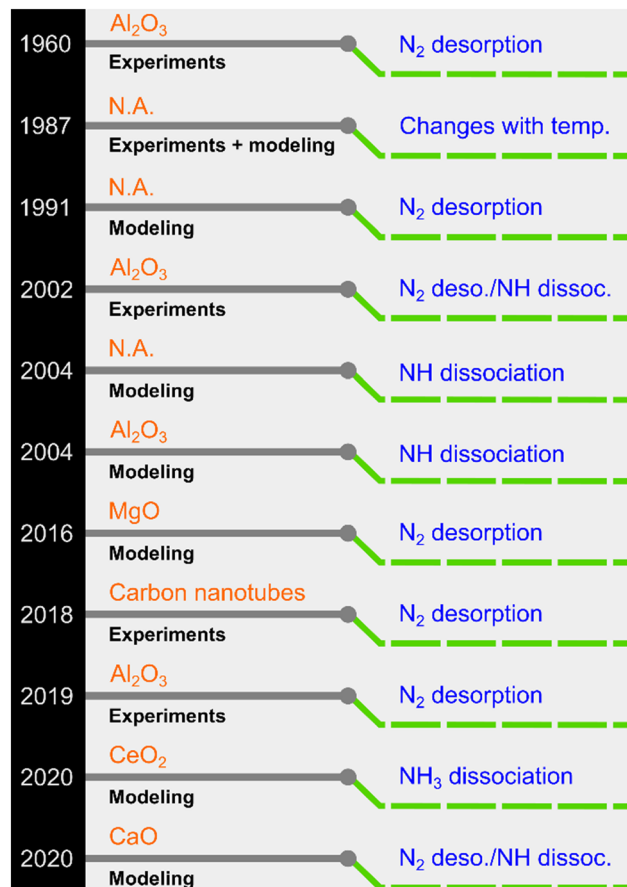 Al₂O₃
1960
N₂ desorption
Experiments
N.A.
1987
Changes with temp.
Experiments + modeling
N.A.
1991
N₂ desorption
Modeling
Al₂O₃
2002
N₂ deso./NH dissoc.
Experiments
N.A.
2004
NH dissociation
Modeling
Al₂O₃
2004
NH dissociation
Modeling
MgO
2016
N₂ desorption
Modeling
Carbon nanotubes
2018
N₂ desorption
Experiments
Al₂O₃
2019
N₂ desorption
Experiments
CeO₂
2020
NH₃ dissociation
Modeling
CaO
2020
N₂ deso./NH dissoc.
Modeling